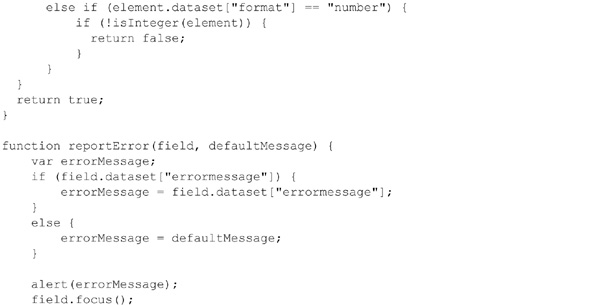 else if (element.dataset["format"] == "number") {
if (!isInteger(element)) {
return false;
}
}
}
return true;
}
function reportError(field, defaultMessage) {
var errorMessage;
if (field.dataset["errormessage"]) {
errorMessage = field.dataset["errormessage"];
}
else {
errorMessage = defaultMessage;
}
alert(errorMessage);
field.focus();